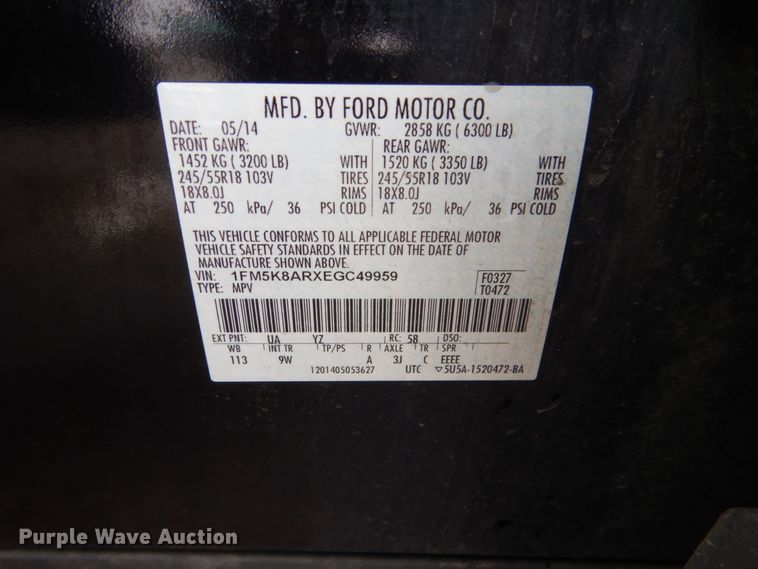 MFD. BY FORD MOTOR CO.
DATE: 05/14 GVWR: 2858 KG ( 6300 LB)
FRONT GAWR: REAR GAWR:
1452 KG ( 3200 LB) WITH 1520 KG ( 3350 LB) WITH
245/55R18 103V TIRES 245/55R18 103V TIRES
18X8.0J RIMS 18X8.0J RIMS
AT 250 kPa/ 36 PSI COLD AT 250 kPa/ 36 PSI COLD
THIS VEHICLE CONFORMS TO ALL APPLICABLE FEDERAL MOTOR
VEHICLE SAFETY STANDARDS IN EFFECT ON THE DATE OF
MANUFACTURE SHOWN ABOVE.
VIN: 1FM5K8ARXEGC49959 F0327
TYPE: MPV T0472
EXT PNT: UA YZ RC: 58 DSO:
WB INT TR TP/PS R AXLE TR SPR
113 9W A 3J C EEEE
1201405053627 UTC ▽5U5A-1520472-BA
Purple Wave Auction